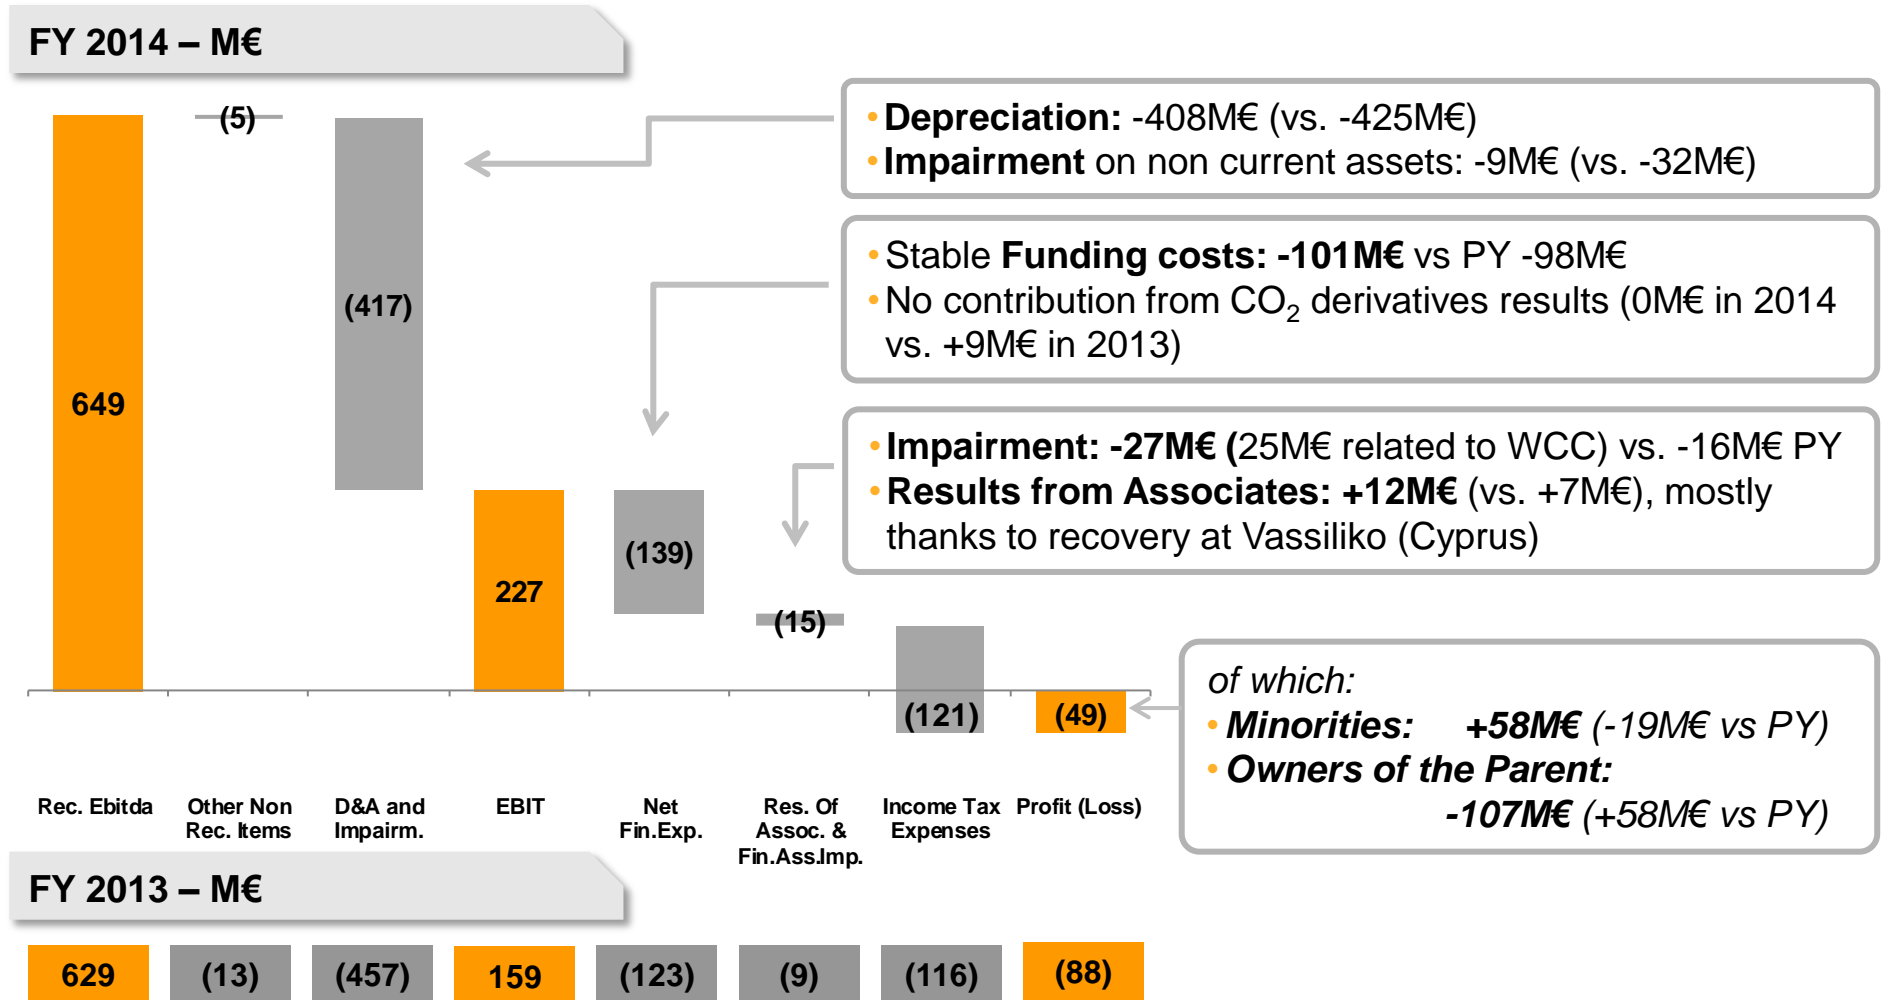 FY 2014 – M€
649
(5)
(417)
227
(139)
(15)
(121)
(49)
• Depreciation: -408M€ (vs. -425M€)
• Impairment on non current assets: -9M€ (vs. -32M€)
• Stable Funding costs: -101M€ vs PY -98M€
• No contribution from CO₂ derivatives results (0M€ in 2014
vs. +9M€ in 2013)
• Impairment: -27M€ (25M€ related to WCC) vs. -16M€ PY
• Results from Associates: +12M€ (vs. +7M€), mostly
thanks to recovery at Vassiliko (Cyprus)
of which:
• Minorities: +58M€ (-19M€ vs PY)
• Owners of the Parent:
-107M€ (+58M€ vs PY)
Rec. Ebitda
Other Non
Rec. Items
D&A and
Impairm.
EBIT
Net
Fin.Exp.
Res. Of
Assoc. &
Fin.Ass.Imp.
Income Tax
Expenses
Profit (Loss)
FY 2013 – M€
629
(13)
(457)
159
(123)
(9)
(116)
(88)